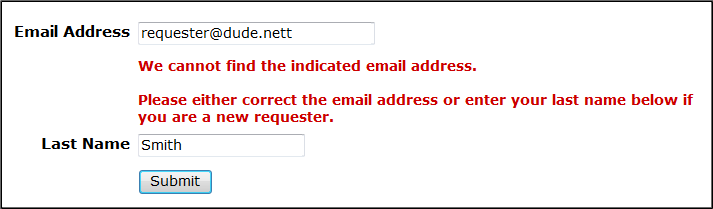 Email Address requester@dude.nett
We cannot find the indicated email address.
Please either correct the email address or enter your last name below if
you are a new requester.
Last Name Smith
Submit